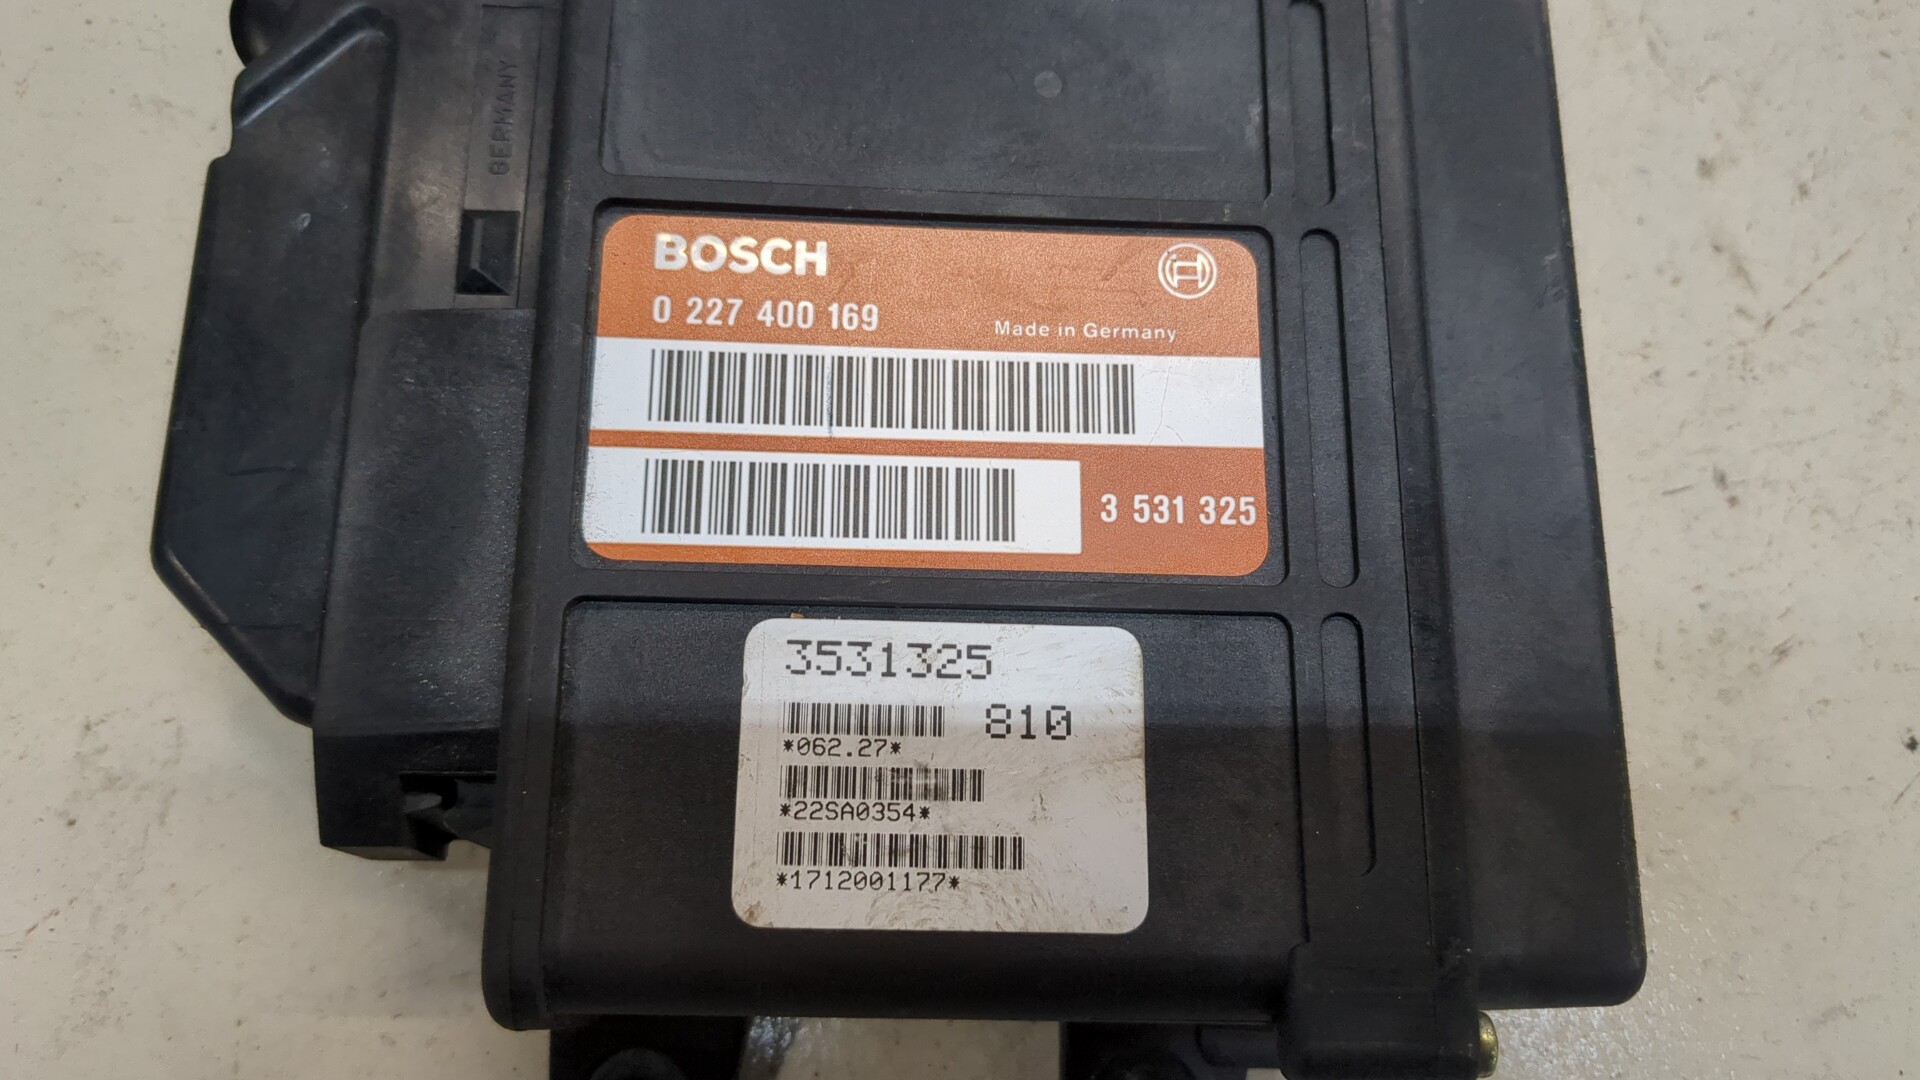 GERMANY
BOSCH
0 227 400 169
Made in Germany
3 531 325
3531325
810
*062.27*
*22SA0354*
*1712001177*